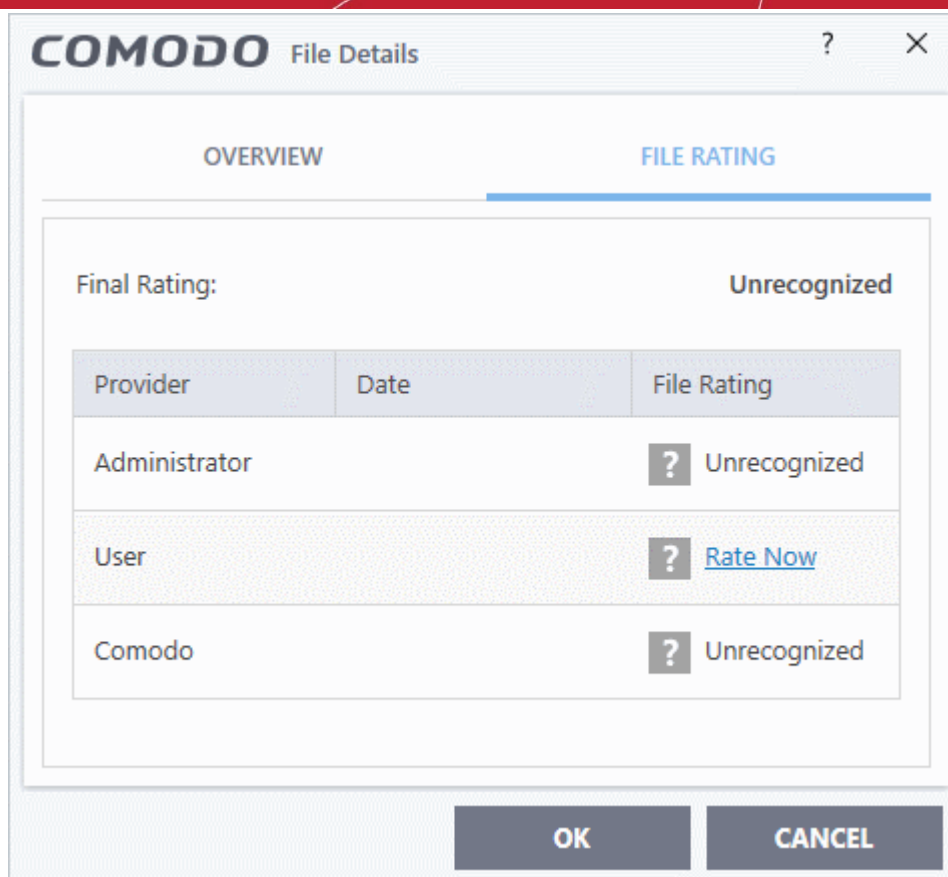 COMODO File Details ? ×
OVERVIEW FILE RATING
Final Rating: Unrecognized
Provider Date File Rating
Administrator ? Unrecognized
User ? Rate Now
Comodo ? Unrecognized
OK CANCEL